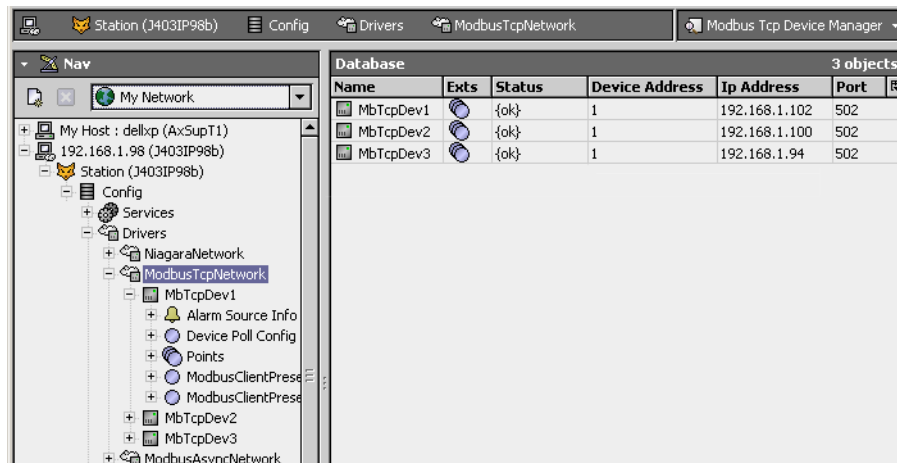 Station (J403IP98b) Config Drivers ModbusTcpNetwork Modbus Tcp Device Manager
Nav
My Network
My Host : dellxp (AxSupT1)
192.168.1.98 (J403IP98b)
Station (J403IP98b)
Config
Services
Drivers
NiagaraNetwork
ModbusTcpNetwork
MbTcpDev1
Alarm Source Info
Device Poll Config
Points
ModbusClientPrese
ModbusClientPrese
MbTcpDev2
MbTcpDev3
ModbusAsyncNetwork
Database 3 objects
Name Exts Status Device Address Ip Address Port
MbTcpDev1 {ok} 1 192.168.1.102 502
MbTcpDev2 {ok} 1 192.168.1.100 502
MbTcpDev3 {ok} 1 192.168.1.94 502